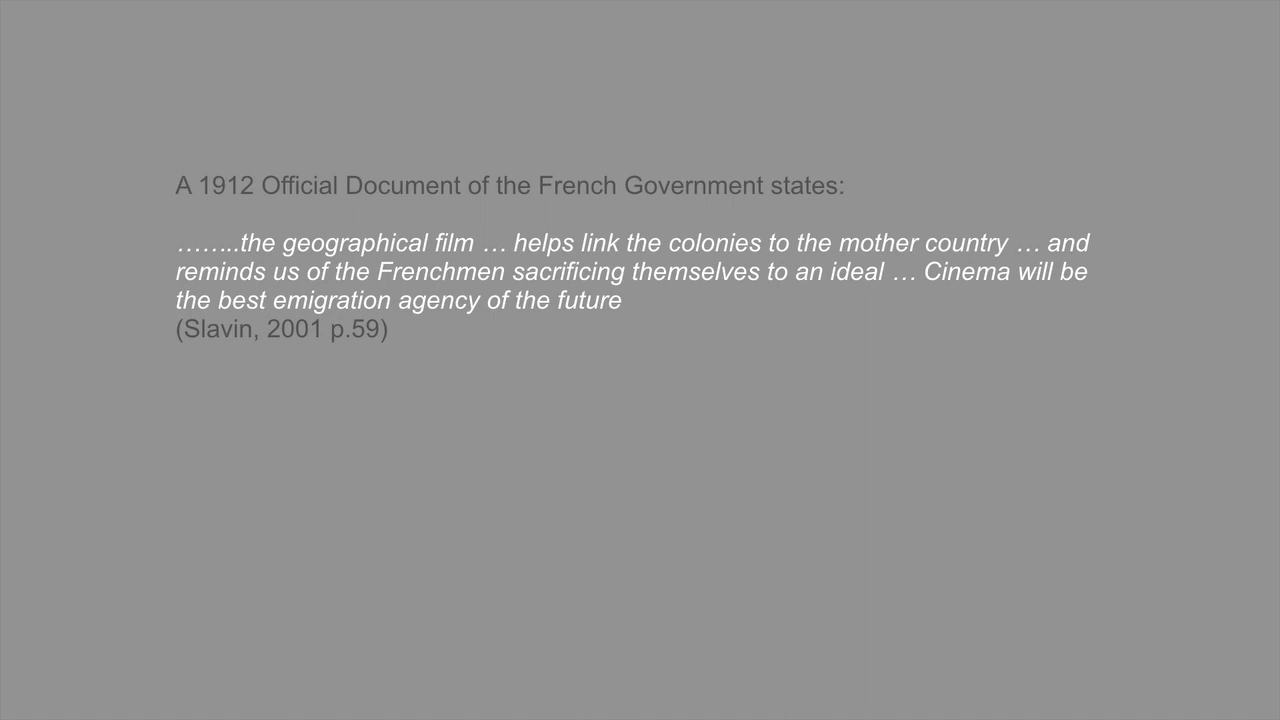 A 1912 Official Document of the French Government states:
……..the geographical film … helps link the colonies to the mother country … and
reminds us of the Frenchmen sacrificing themselves to an ideal … Cinema will be
the best emigration agency of the future
(Slavin, 2001 p.59)